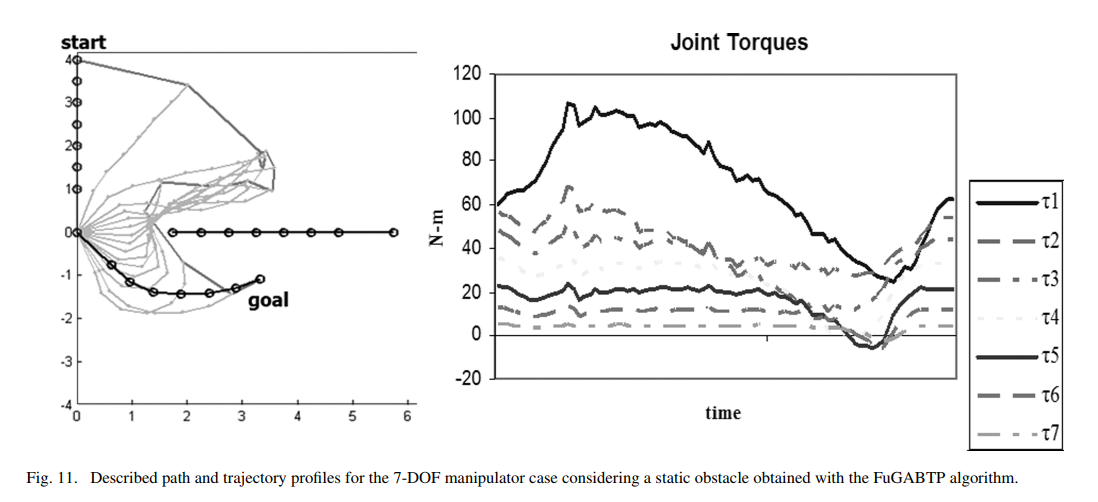 start
4
3
2
1
0
-1
-2
-3
-4
0
1
2
3
4
5
6
goal
Joint Torques
120
100
80
60
40
20
0
-20
N-m
time
τ1
τ2
τ3
τ4
τ5
τ6
τ7
Fig. 11. Described path and trajectory profiles for the 7-DOF manipulator case considering a static obstacle obtained with the FuGABTP algorithm.